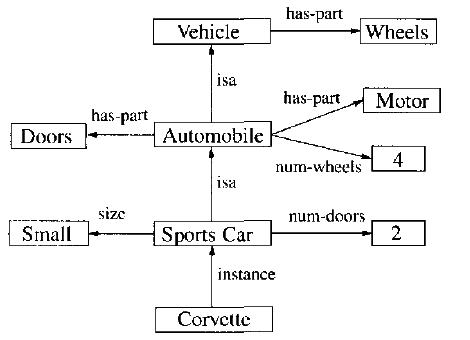 has-part
Vehicle
Wheels
isa
has-part
has-part
Motor
Doors
Automobile
num-wheels
4
isa
size
num-doors
Small
Sports Car
2
instance
Corvette